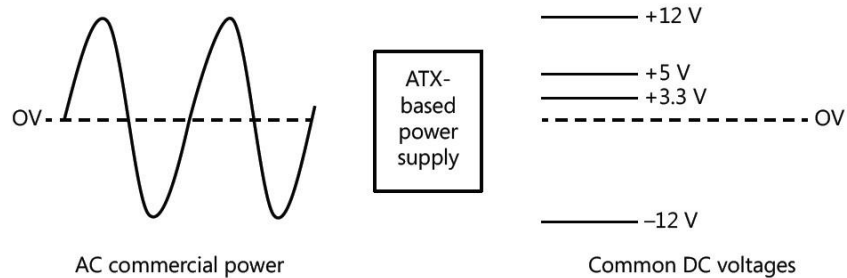 +12 V
ATX-
based
power
supply
+5 V
+3.3 V
OV
OV
–12 V
AC commercial power
Common DC voltages